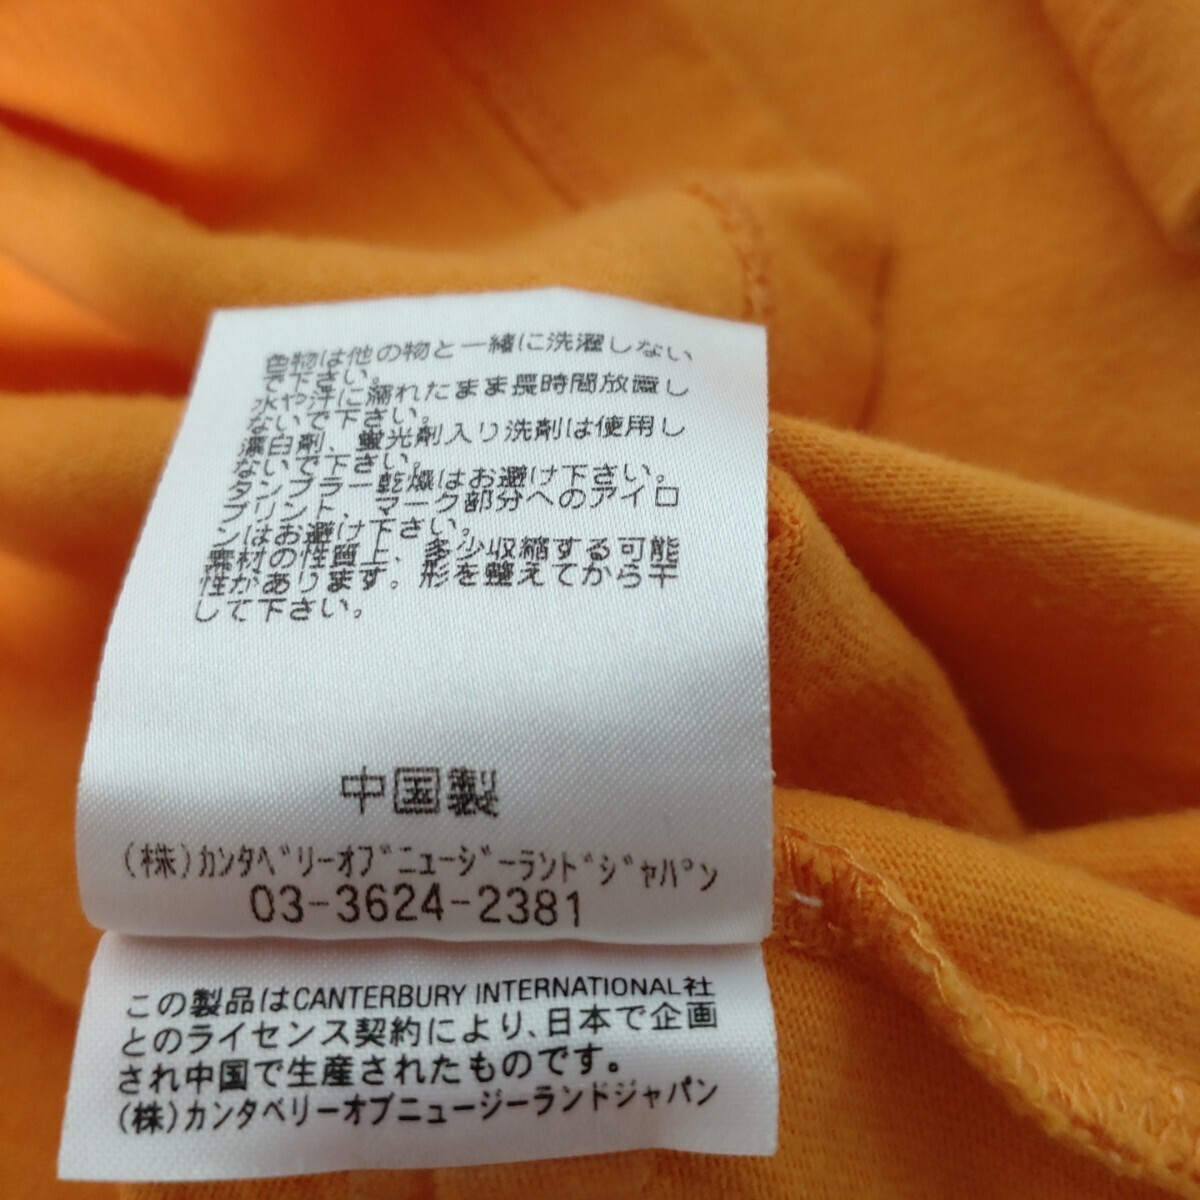 色物は他の物と一緒に洗濯しない
で下さい。
水や汗に濡れたまま長時間放置し
ないで下さい。
漂白剤、蛍光剤入り洗剤は使用し
ないで下さい。
タンブラー乾燥はお避け下さい。
プリント、マーク部分へのアイロ
ンはお避け下さい。
素材の性質上、多少収縮する可能
性があります。形を整えてから干
して下さい。
中国製
(株)カンタベリーオブニュージーランドジャパン
03-3624-2381
この製品はCANTERBURY INTERNATIONAL社
とのライセンス契約により、日本で企画
され中国で生産されたものです。
(株)カンタベリーオブニュージーランドジャパン